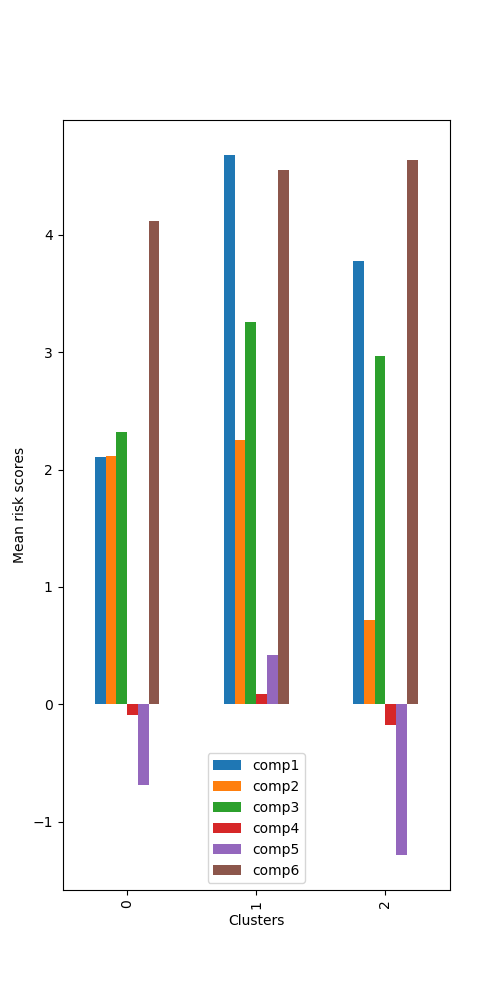 4
3
2
1
0
−1
Mean risk scores
comp1
comp2
comp3
comp4
comp5
comp6
0
1
2
Clusters